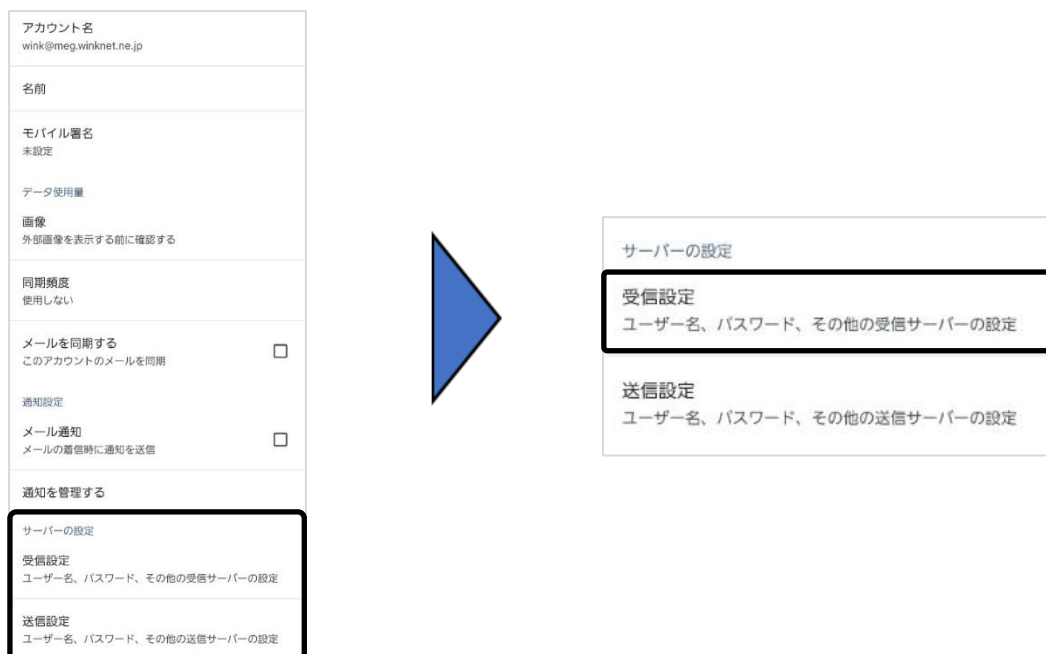 アカウント名
wink@meg.winknet.ne.jp
名前
モバイル署名
未設定
データ使用量
画像
外部画像を表示する前に確認する
同期頻度
使用しない
メールを同期する
このアカウントのメールを同期
通知設定
メール通知
メールの着信時に通知を送信
通知を管理する
サーバーの設定
受信設定
ユーザー名、パスワード、その他の受信サーバーの設定
送信設定
ユーザー名、パスワード、その他の送信サーバーの設定
サーバーの設定
受信設定
ユーザー名、パスワード、その他の受信サーバーの設定
送信設定
ユーザー名、パスワード、その他の送信サーバーの設定